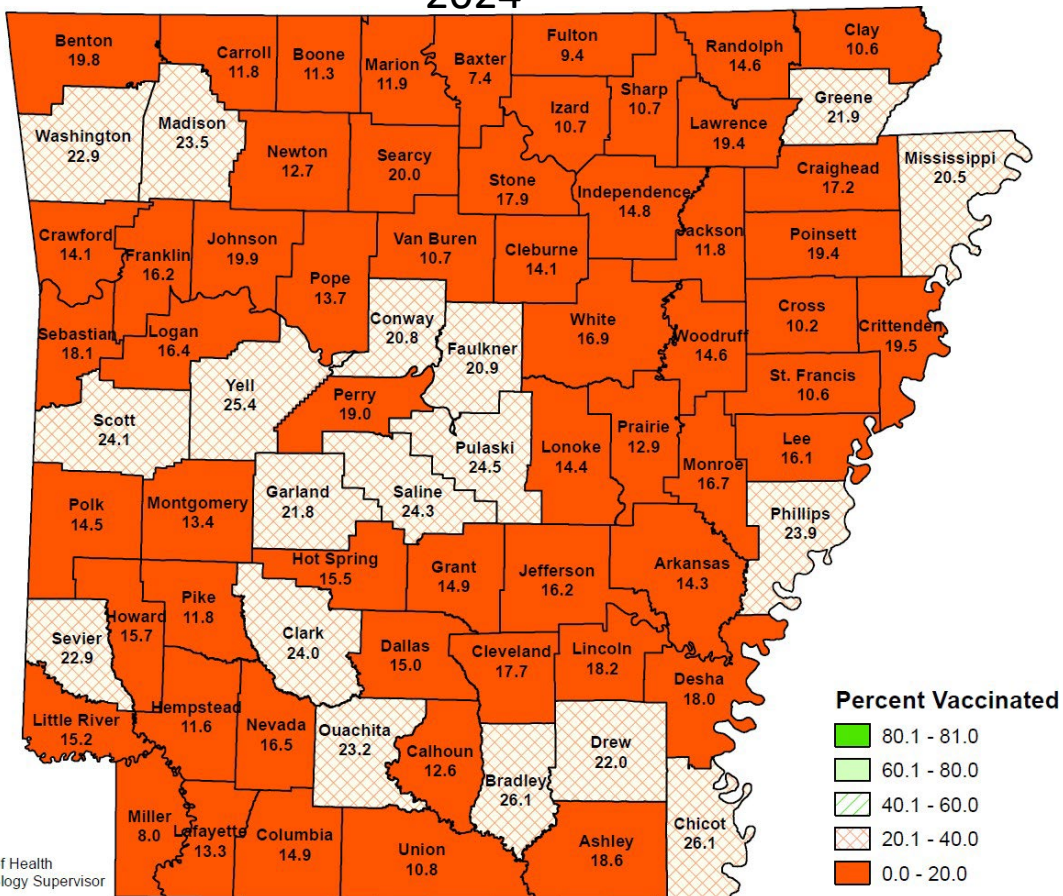 2024
Benton
19.8
Carroll
11.8
Boone
11.3
Marion
11.9
Baxter
7.4
Fulton
9.4
Randolph
14.6
Clay
10.6
Sharp
10.7
Izard
10.7
Lawrence
19.4
Greene
21.9
Washington
22.9
Madison
23.5
Newton
12.7
Searcy
20.0
Stone
17.9
Independence
14.8
Craighead
17.2
Mississippi
20.5
Crawford
14.1
Franklin
16.2
Johnson
19.9
Pope
13.7
Van Buren
10.7
Cleburne
14.1
Jackson
11.8
Poinsett
19.4
Sebastian
18.1
Logan
16.4
Conway
20.8
Faulkner
20.9
White
16.9
Woodruff
14.6
Cross
10.2
Crittenden
19.5
Scott
24.1
Yell
25.4
Perry
19.0
St. Francis
10.6
Pulaski
24.5
Lonoke
14.4
Prairie
12.9
Monroe
16.7
Lee
16.1
Polk
14.5
Montgomery
13.4
Garland
21.8
Saline
24.3
Phillips
23.9
Hot Spring
15.5
Grant
14.9
Jefferson
16.2
Arkansas
14.3
Sevier
22.9
Howard
15.7
Pike
11.8
Clark
24.0
Dallas
15.0
Cleveland
17.7
Lincoln
18.2
Desha
18.0
Little River
15.2
Hempstead
11.6
Nevada
16.5
Ouachita
23.2
Calhoun
12.6
Bradley
26.1
Drew
22.0
Chicot
26.1
Miller
8.0
Lafayette
13.3
Columbia
14.9
Union
10.8
Ashley
18.6
f Health
logy Supervisor
Percent Vaccinated
80.1 - 81.0
60.1 - 80.0
40.1 - 60.0
20.1 - 40.0
0.0 - 20.0